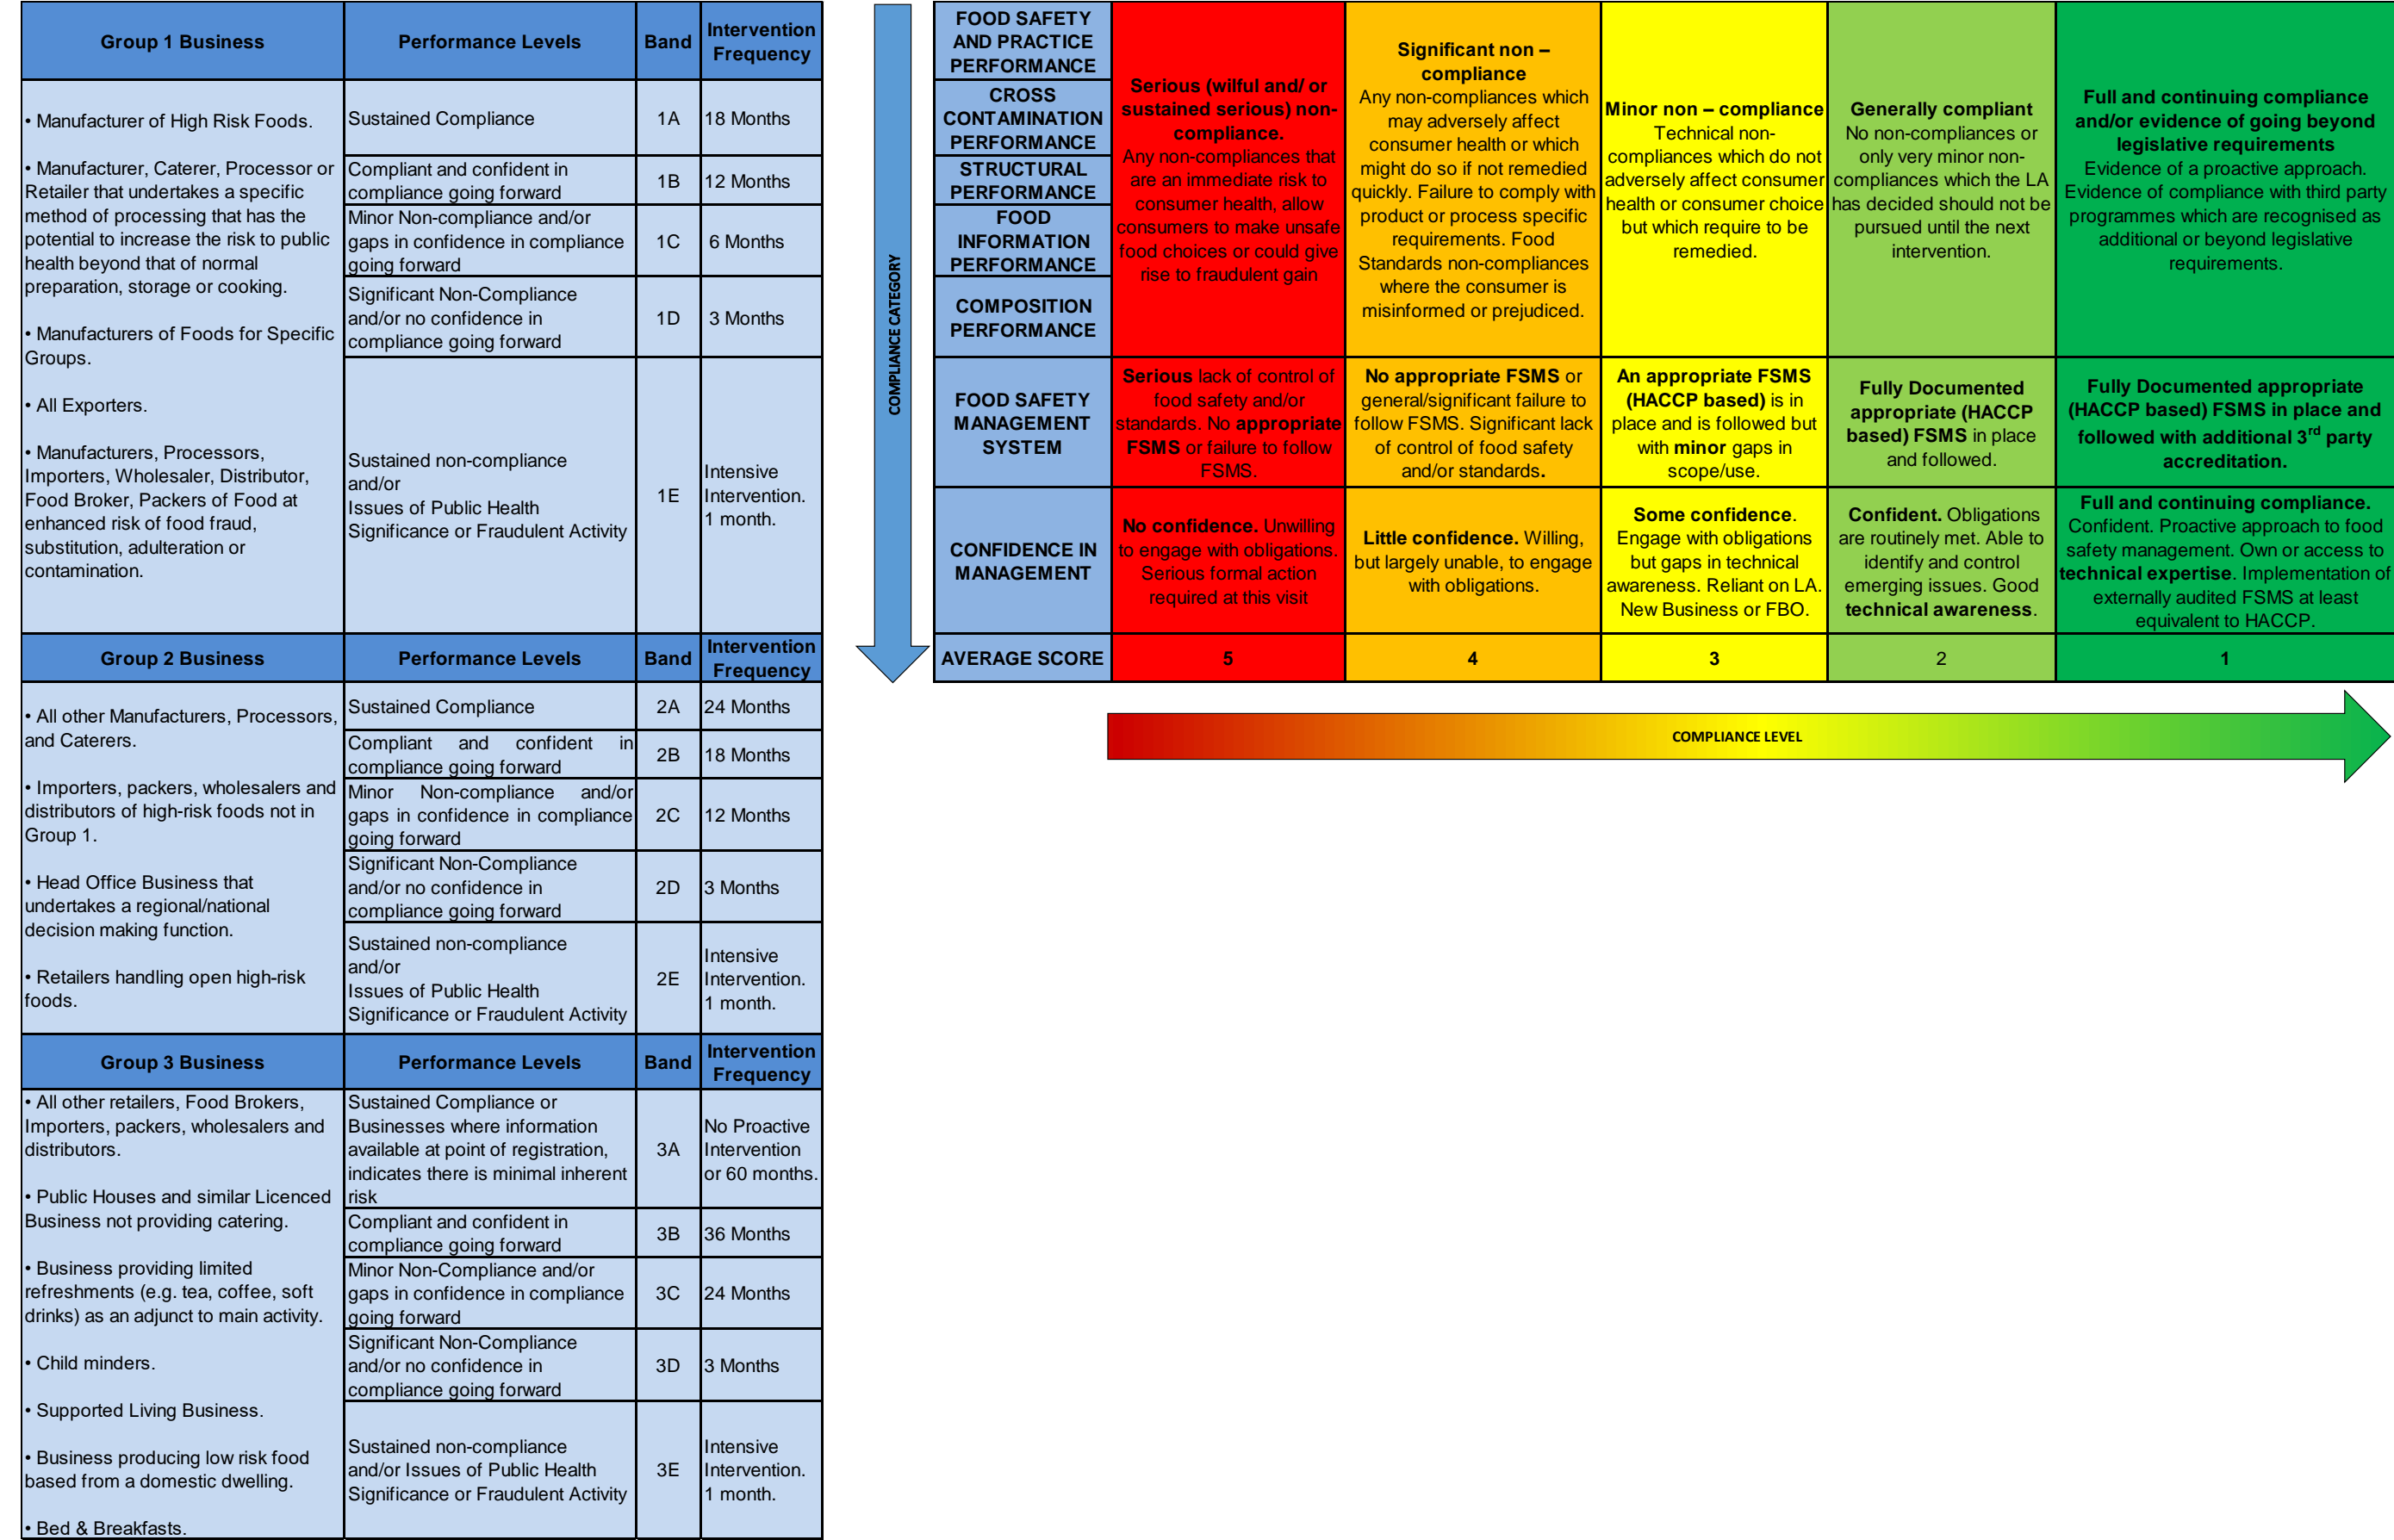 Group 1 Business
Performance Levels
Band
Intervention
Frequency
• Manufacturer of High Risk Foods.
• Manufacturer, Caterer, Processor or
Retailer that undertakes a specific
method of processing that has the
potential to increase the risk to public
health beyond that of normal
preparation, storage or cooking.
• Manufacturers of Foods for Specific
Groups.
• All Exporters.
• Manufacturers, Processors,
Importers, Wholesaler, Distributor,
Food Broker, Packers of Food at
enhanced risk of food fraud,
substitution, adulteration or
contamination.
Sustained Compliance
1A
18 Months
Compliant and confident in
compliance going forward
1B
12 Months
Minor Non-compliance and/or
gaps in confidence in compliance
going forward
1C
6 Months
Significant Non-Compliance
and/or no confidence in
compliance going forward
1D
3 Months
Sustained non-compliance
and/or
Issues of Public Health
Significance or Fraudulent Activity
1E
Intensive
Intervention.
1 month.
Group 2 Business
Performance Levels
Band
Intervention
Frequency
• All other Manufacturers, Processors,
and Caterers.
• Importers, packers, wholesalers and
distributors of high-risk foods not in
Group 1.
• Head Office Business that
undertakes a regional/national
decision making function.
• Retailers handling open high-risk
foods.
Sustained Compliance
2A
24 Months
Compliant and confident in
compliance going forward
2B
18 Months
Minor Non-compliance and/or
gaps in confidence in compliance
going forward
2C
12 Months
Significant Non-Compliance
and/or no confidence in
compliance going forward
2D
3 Months
Sustained non-compliance
and/or
Issues of Public Health
Significance or Fraudulent Activity
2E
Intensive
Intervention.
1 month.
Group 3 Business
Performance Levels
Band
Intervention
Frequency
• All other retailers, Food Brokers,
Importers, packers, wholesalers and
distributors.
• Public Houses and similar Licenced
Business not providing catering.
• Business providing limited
refreshments (e.g. tea, coffee, soft
drinks) as an adjunct to main activity.
• Child minders.
• Supported Living Business.
• Business producing low risk food
based from a domestic dwelling.
• Bed & Breakfasts.
Sustained Compliance or
Businesses where information
available at point of registration,
indicates there is minimal inherent
risk
3A
No Proactive
Intervention
or 60 months.
Compliant and confident in
compliance going forward
3B
36 Months
Minor Non-Compliance and/or
gaps in confidence in compliance
going forward
3C
24 Months
Significant Non-Compliance
and/or no confidence in
compliance going forward
3D
3 Months
Sustained non-compliance
and/or Issues of Public Health
Significance or Fraudulent Activity
3E
Intensive
Intervention.
1 month.
COMPLIANCE CATEGORY
FOOD SAFETY
AND PRACTICE
PERFORMANCE
CROSS
CONTAMINATION
PERFORMANCE
STRUCTURAL
PERFORMANCE
FOOD
INFORMATION
PERFORMANCE
COMPOSITION
PERFORMANCE
Serious (wilful and/ or
sustained serious) non-
compliance.
Any non-compliances that
are an immediate risk to
consumer health, allow
consumers to make unsafe
food choices or could give
rise to fraudulent gain
Significant non –
compliance
Any non-compliances which
may adversely affect
consumer health or which
might do so if not remedied
quickly. Failure to comply with
product or process specific
requirements. Food
Standards non-compliances
where the consumer is
misinformed or prejudiced.
Minor non – compliance
Technical non-
compliances which do not
adversely affect consumer
health or consumer choice
but which require to be
remedied.
Generally compliant
No non-compliances or
only very minor non-
compliances which the LA
has decided should not be
pursued until the next
intervention.
Full and continuing compliance
and/or evidence of going beyond
legislative requirements
Evidence of a proactive approach.
Evidence of compliance with third party
programmes which are recognised as
additional or beyond legislative
requirements.
FOOD SAFETY
MANAGEMENT
SYSTEM
Serious lack of control of
food safety and/or
standards. No appropriate
FSMS or failure to follow
FSMS.
No appropriate FSMS or
general/significant failure to
follow FSMS. Significant lack
of control of food safety
and/or standards.
An appropriate FSMS
(HACCP based) is in
place and is followed but
with minor gaps in
scope/use.
Fully Documented
appropriate (HACCP
based) FSMS in place
and followed.
Fully Documented appropriate
(HACCP based) FSMS in place and
followed with additional 3rd party
accreditation.
CONFIDENCE IN
MANAGEMENT
No confidence. Unwilling
to engage with obligations.
Serious formal action
required at this visit
Little confidence. Willing,
but largely unable, to engage
with obligations.
Some confidence.
Engage with obligations
but gaps in technical
awareness. Reliant on LA.
New Business or FBO.
Confident. Obligations
are routinely met. Able to
identify and control
emerging issues. Good
technical awareness.
Full and continuing compliance.
Confident. Proactive approach to food
safety management. Own or access to
technical expertise. Implementation of
externally audited FSMS at least
equivalent to HACCP.
AVERAGE SCORE
5
4
3
2
1
COMPLIANCE LEVEL